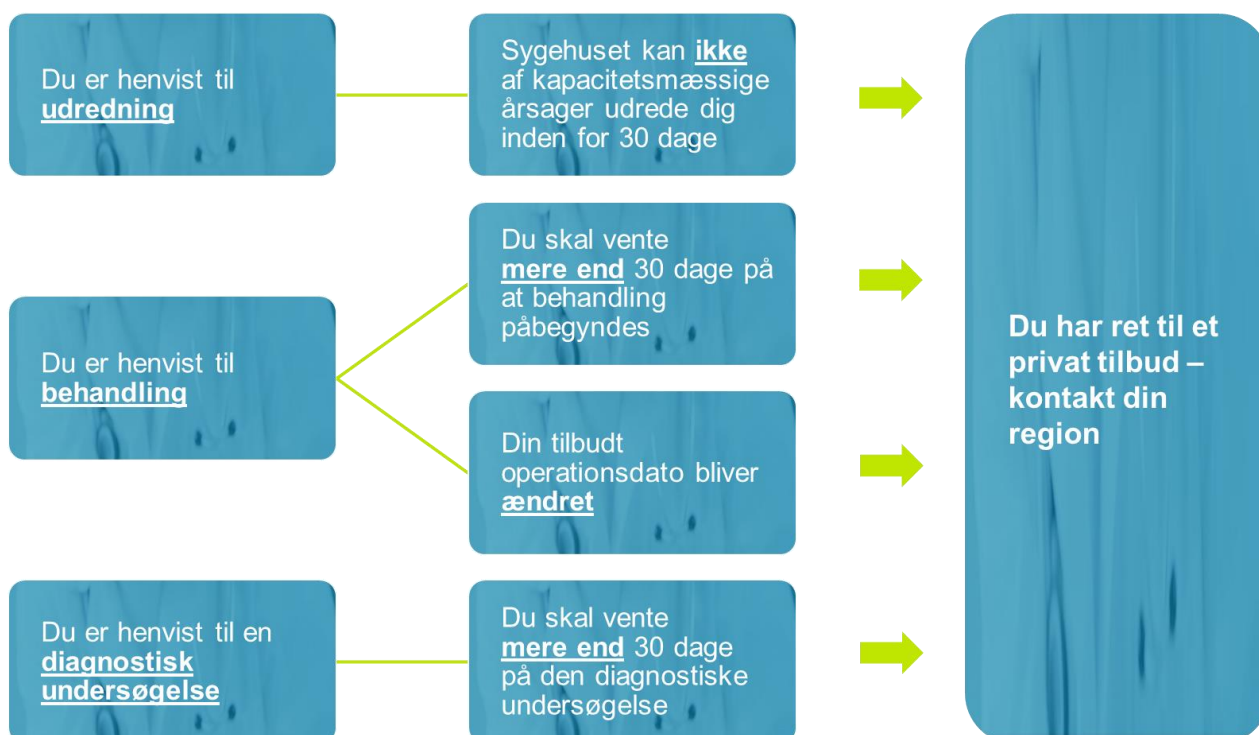 Du er henvist til
udredning
Sygehuset kan ikke
af kapacitetsmæssige
årsager udrede dig
inden for 30 dage
Du er henvist til
behandling
Du skal vente
mere end 30 dage på
at behandling
påbegyndes
Din tilbudt
operationsdato bliver
ændret
Du er henvist til en
diagnostisk
undersøgelse
Du skal vente
mere end 30 dage
på den diagnostiske
undersøgelse
Du har ret til et
privat tilbud –
kontakt din
region